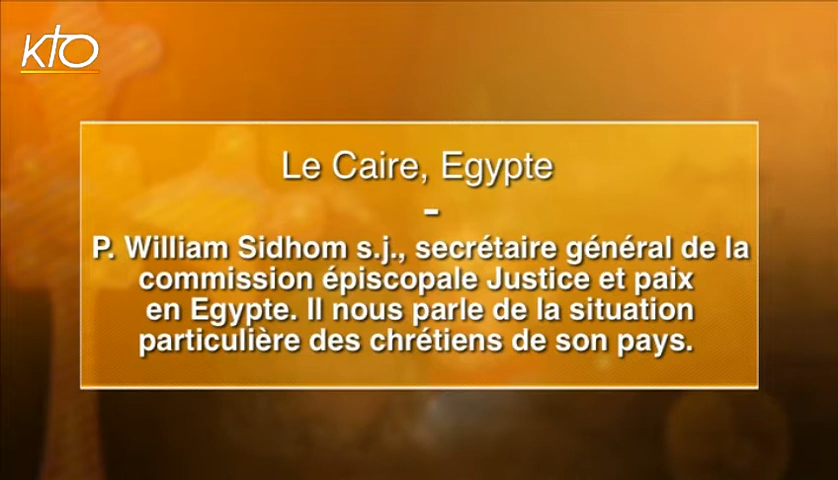 KTO
Le Caire, Egypte
-
P. William Sidhom s.j., secrétaire général de la
commission épiscopale Justice et paix
en Egypte. Il nous parle de la situation
particulière des chrétiens de son pays.